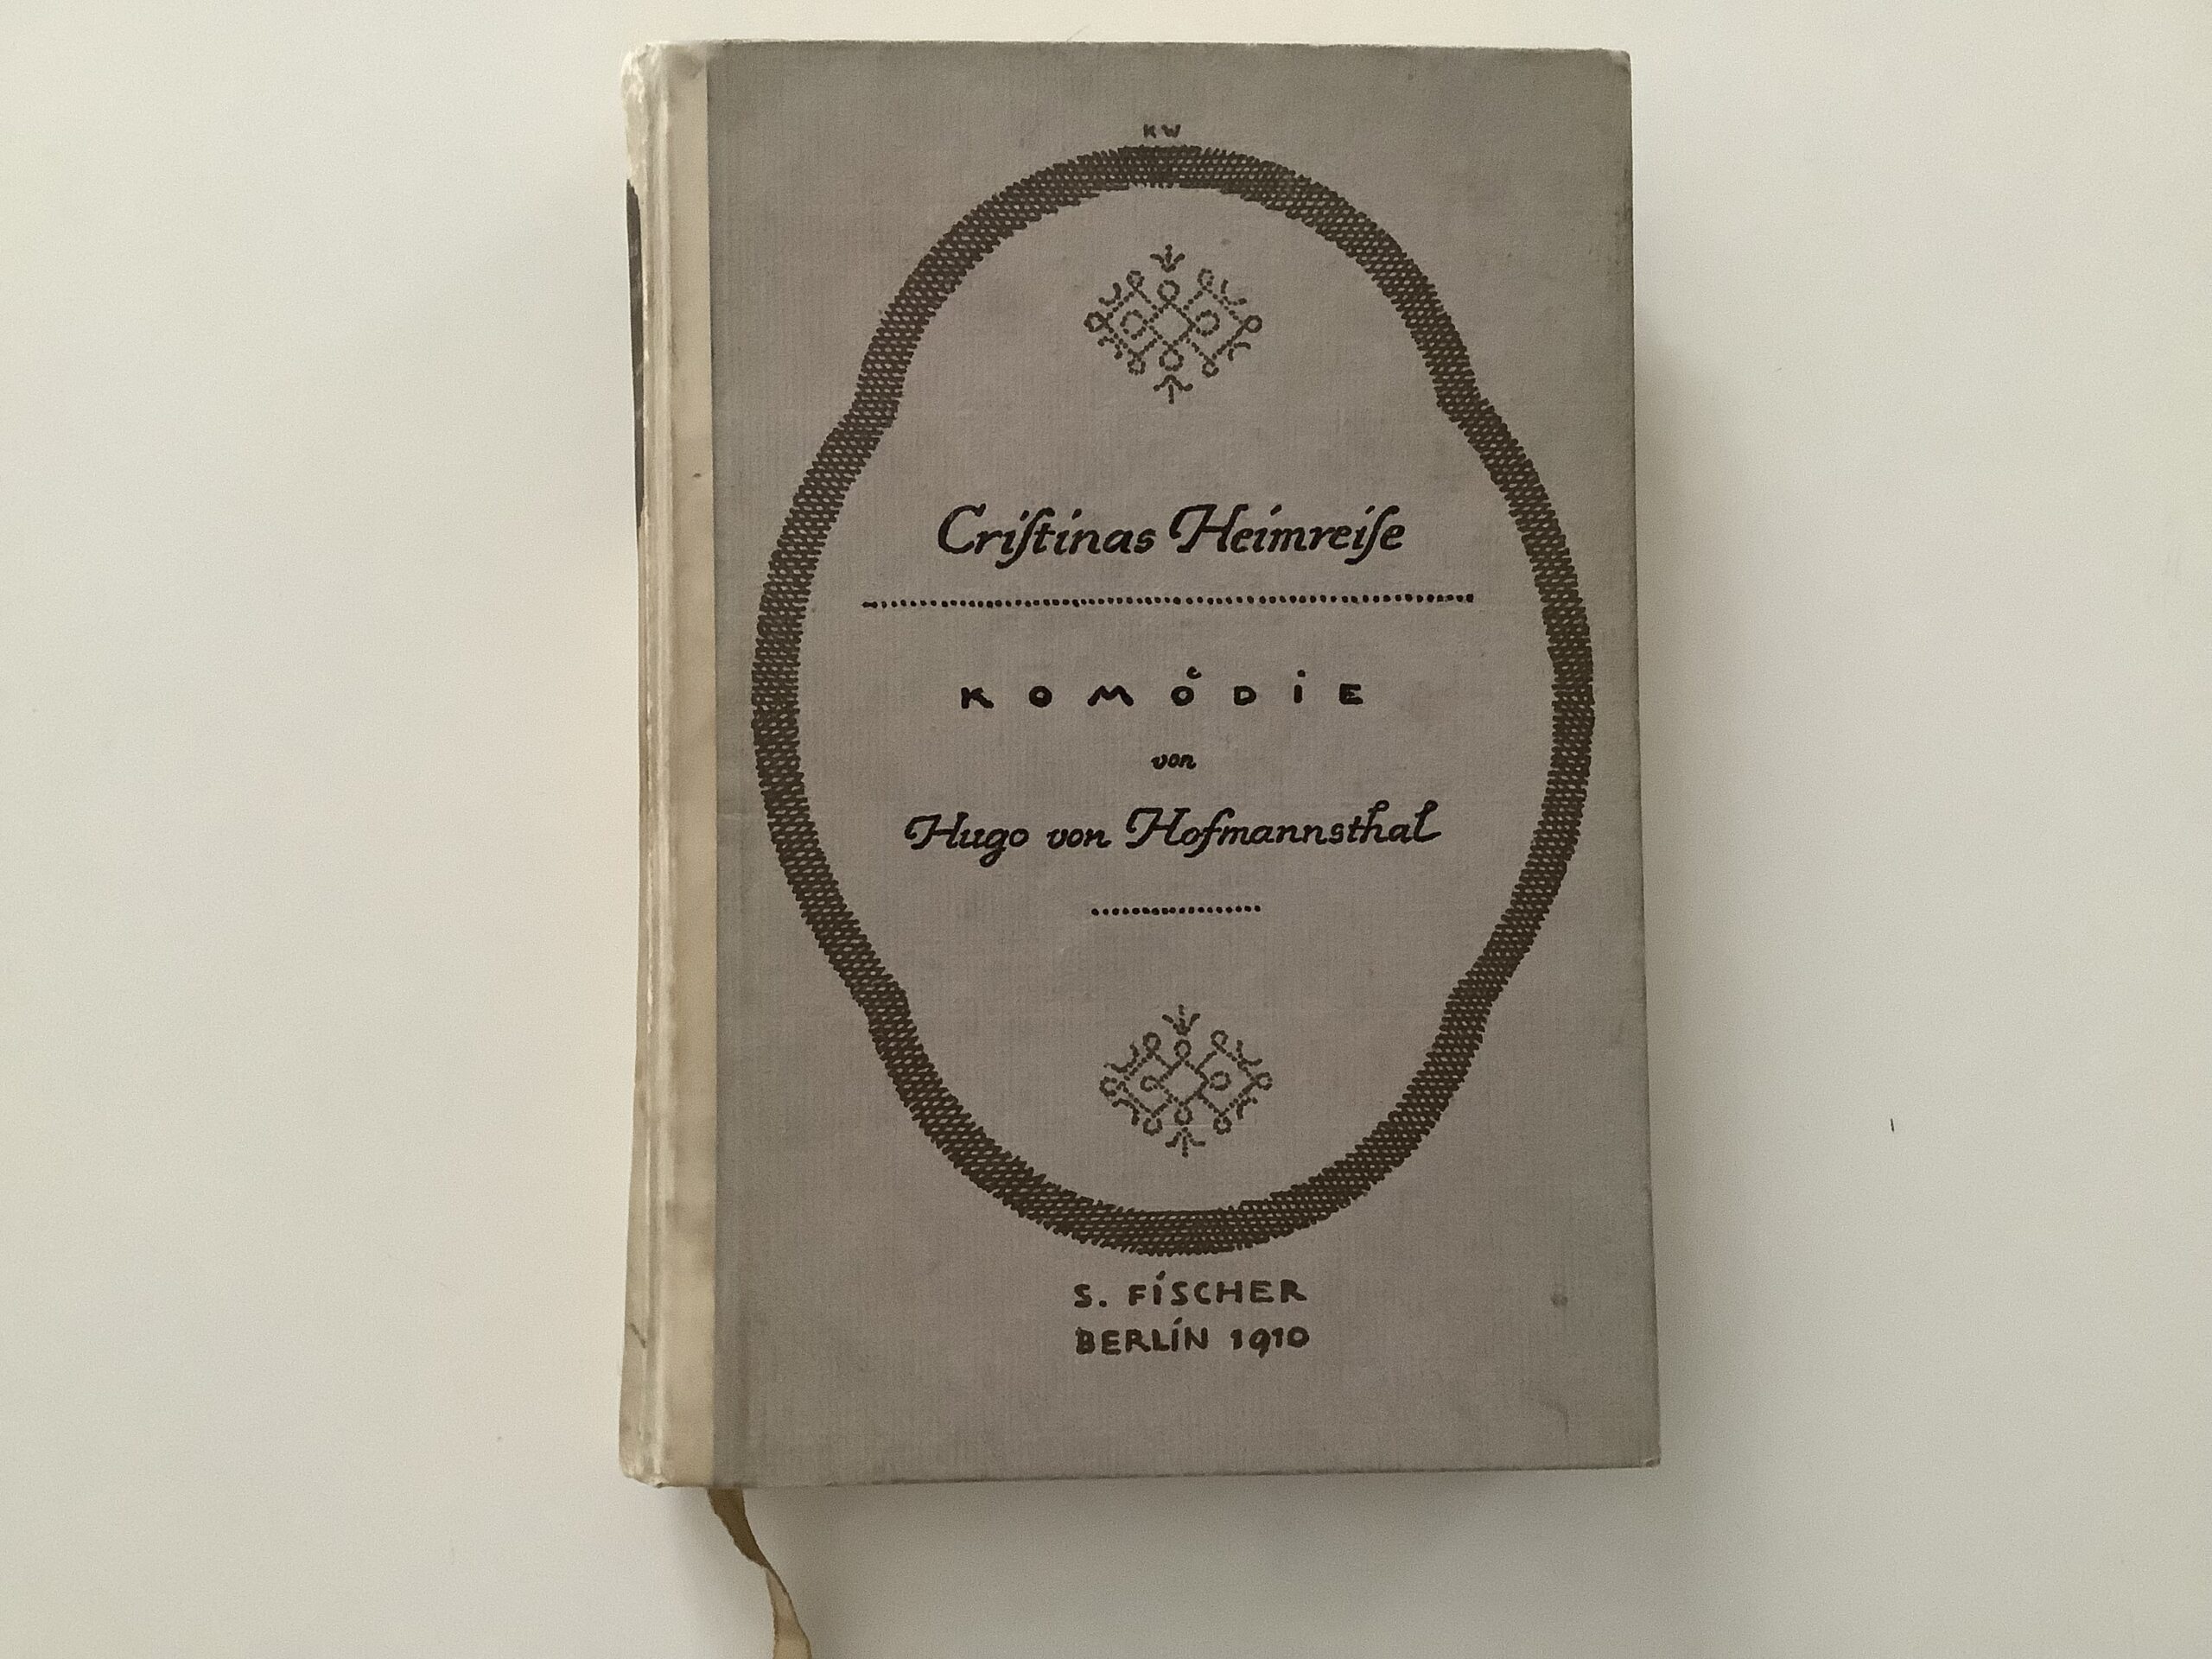 KW
Criſtinas Heimreiſe
KOMÖDIE
von
Hugo von Hofmannsthal
S. FISCHER
BERLIN 1910